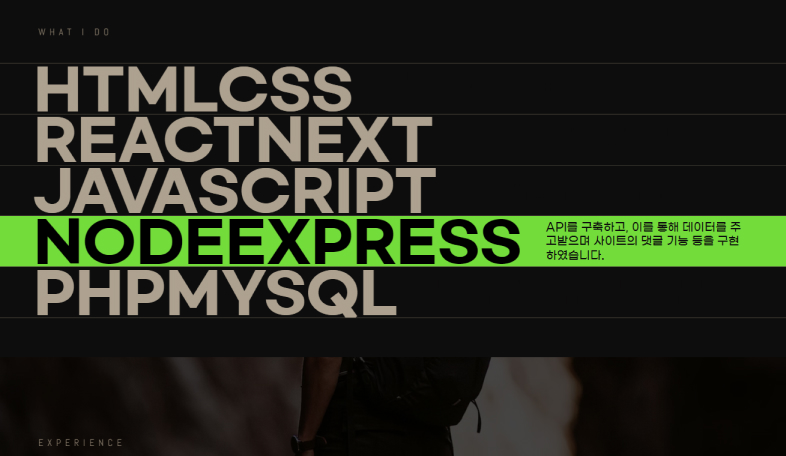 WHAT I DO
HTMLCSS
REACTNEXT
JAVASCRIPT
NODEEXPRESS
API를 구축하고, 이를 통해 데이터를 주
고받으며 사이트의 댓글 기능 등을 구현
하였습니다.
PHPMYSQL
EXPERIENCE